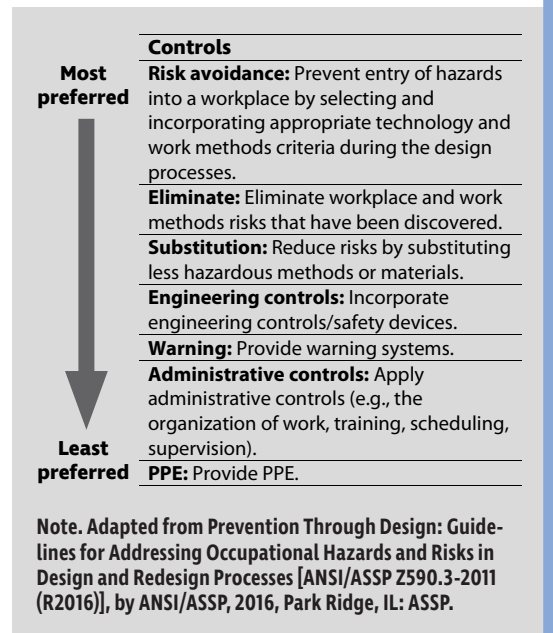 Controls
Most preferred
Risk avoidance: Prevent entry of hazards
into a workplace by selecting and
incorporating appropriate technology and
work methods criteria during the design
processes.
Eliminate: Eliminate workplace and work
methods risks that have been discovered.
Substitution: Reduce risks by substituting
less hazardous methods or materials.
Engineering controls: Incorporate
engineering controls/safety devices.
Warning: Provide warning systems.
Administrative controls: Apply
administrative controls (e.g., the
organization of work, training, scheduling,
supervision).
Least preferred
PPE: Provide PPE.
Note. Adapted from Prevention Through Design: Guide-
lines for Addressing Occupational Hazards and Risks in
Design and Redesign Processes [ANSI/ASSP Z590.3-2011
(R2016)], by ANSI/ASSP, 2016, Park Ridge, IL: ASSP.